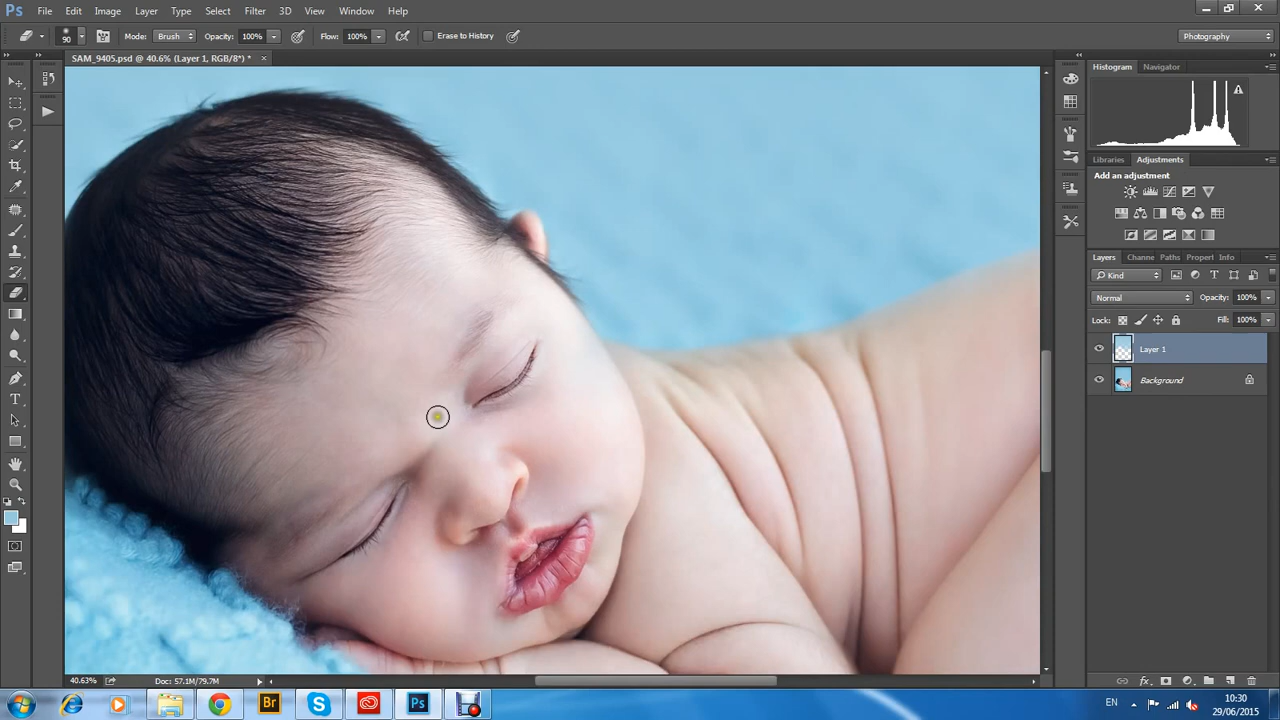 Ps File Edit Image Layer Type Select Filter 3D View Window Help
90 Mode: Brush Opacity: 100% Flow: 100% Erase to History Photography
SAM_9405.psd @ 40.6% (Layer 1, RGB/8*) *
Histogram Navigator
Libraries Adjustments
Add an adjustment
Layers Channe Paths Propert Info
Kind
Normal Opacity: 100%
Lock: Fill: 100%
Layer 1
Background
40.63% Doc: 57.1M/79.7M
Br Ps EN 10:30
29/06/2015